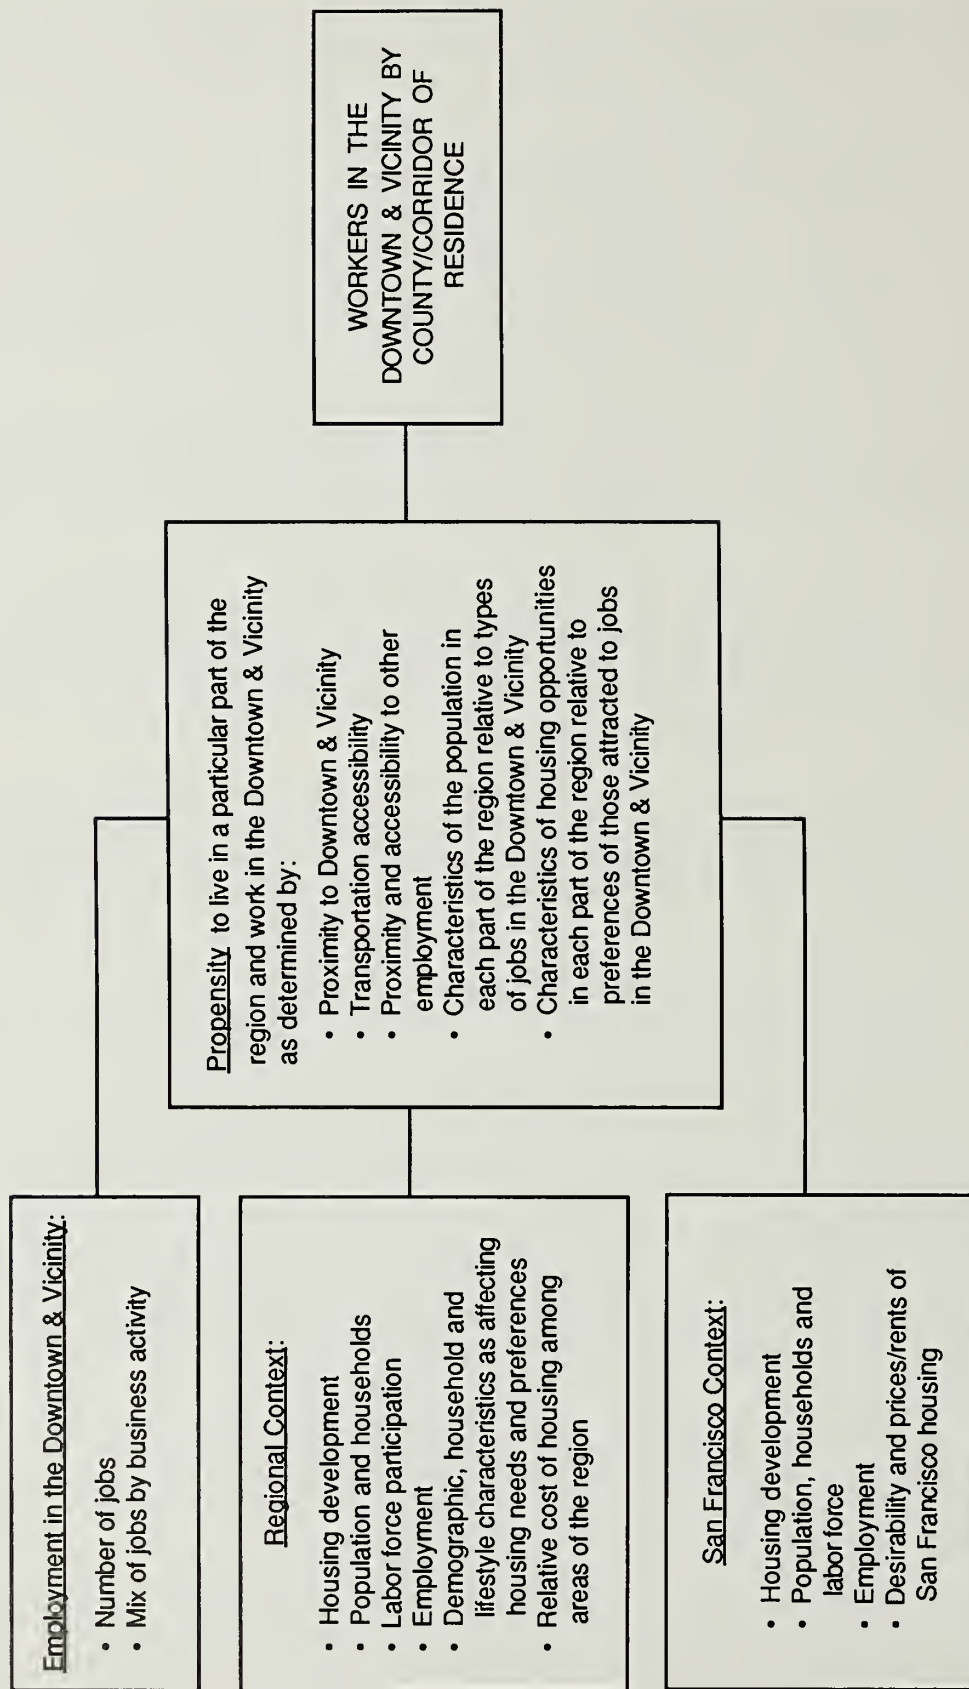 Employment in the Downtown & Vicinity:
• Number of jobs
• Mix of jobs by business activity
Regional Context:
• Housing development
• Population and households
• Labor force participation
• Employment
• Demographic, household and
lifestyle characteristics as affecting
housing needs and preferences
• Relative cost of housing among
areas of the region
San Francisco Context:
• Housing development
• Population, households and
labor force
• Employment
• Desirability and prices/rents of
San Francisco housing
Propensity to live in a particular part of the
region and work in the Downtown & Vicinity
as determined by:
• Proximity to Downtown & Vicinity
• Transportation accessibility
• Proximity and accessibility to other
employment
• Characteristics of the population in
each part of the region relative to types
of jobs in the Downtown & Vicinity
• Characteristics of housing opportunities
in each part of the region relative to
preferences of those attracted to jobs
in the Downtown & Vicinity
WORKERS IN THE
DOWNTOWN & VICINITY BY
COUNTY/CORRIDOR OF
RESIDENCE